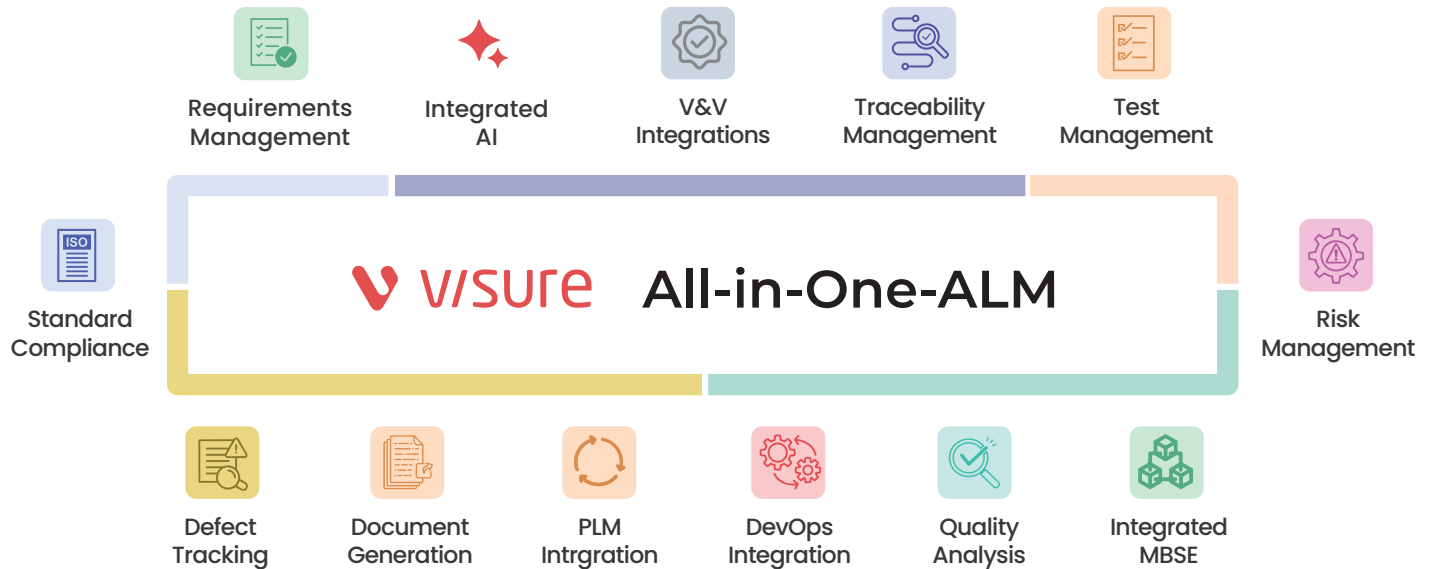 Requirements
Management
Integrated
AI
V&V
Integrations
Traceability
Management
Test
Management
ISO
Standard
Compliance
visure All-in-One-ALM
Risk
Management
Defect
Tracking
Document
Generation
PLM
Intrgration
DevOps
Integration
Quality
Analysis
Integrated
MBSE